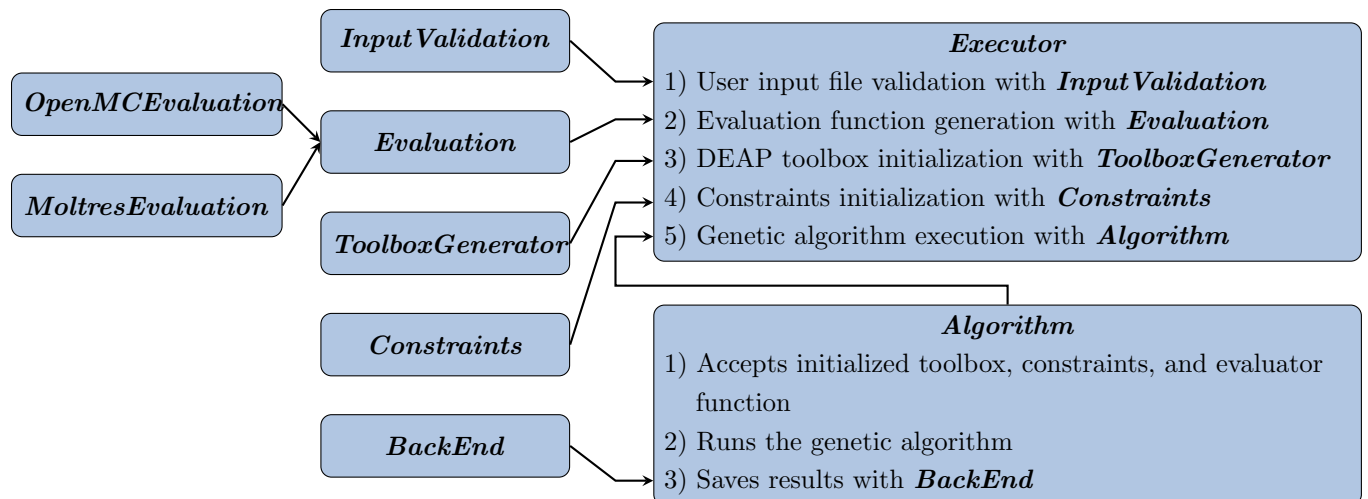 InputValidation
OpenMCEvaluation
Evaluation
MoltresEvaluation
ToolboxGenerator
Constraints
BackEnd
Executor
1) User input file validation with InputValidation
2) Evaluation function generation with Evaluation
3) DEAP toolbox initialization with ToolboxGenerator
4) Constraints initialization with Constraints
5) Genetic algorithm execution with Algorithm
Algorithm
1) Accepts initialized toolbox, constraints, and evaluator
function
2) Runs the genetic algorithm
3) Saves results with BackEnd